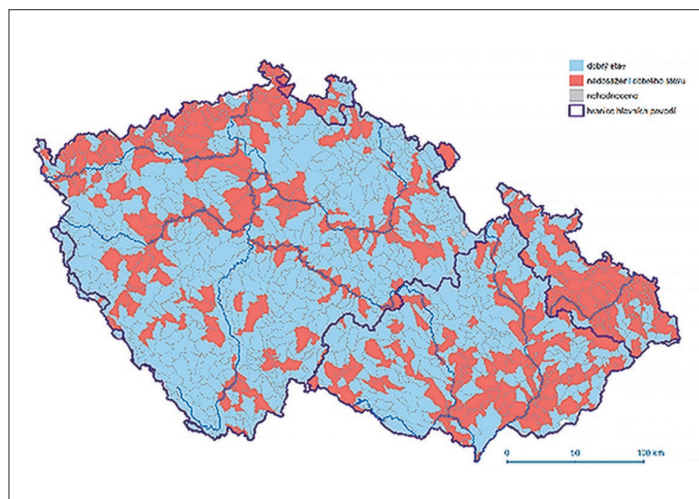 dobrý stav
nedosažení dobrého stavu
nehodnoceno
hranice hlavních povodí
0 50 100 km